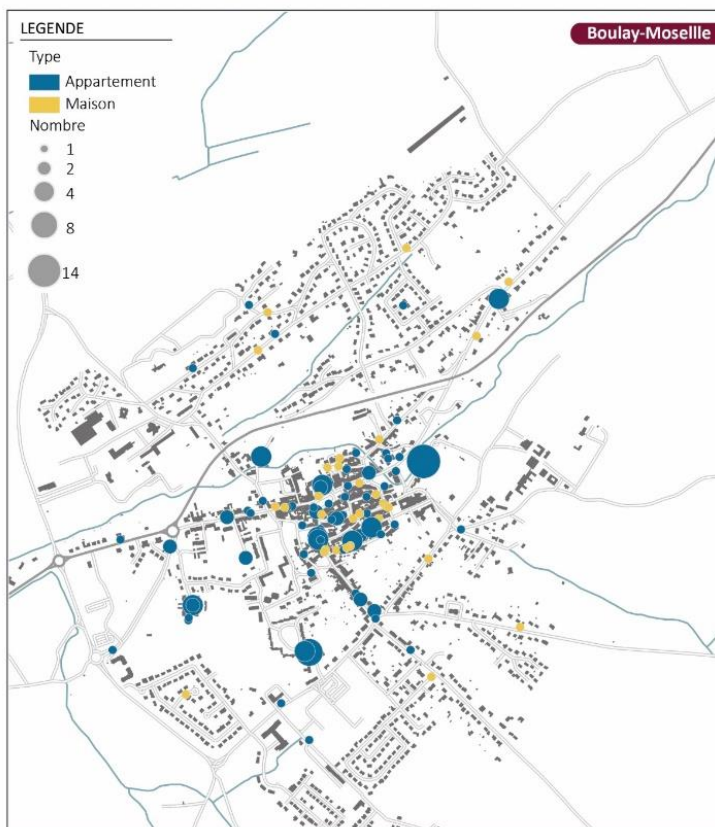 LEGENDE
Boulay-Mosellle
Type
Appartement
Maison
Nombre
1
2
4
8
14